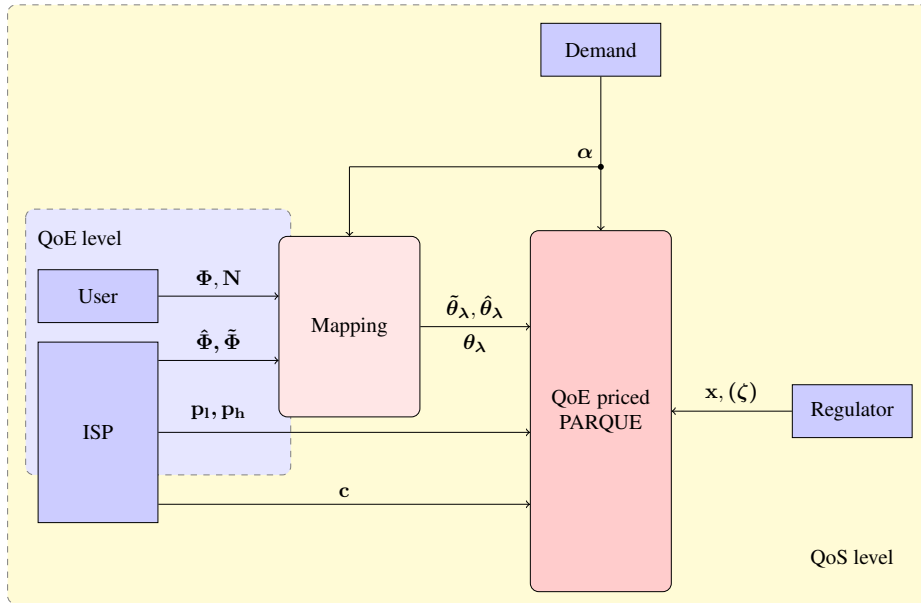 Demand
α
QoE level
User
Φ, N
Mapping
θ̃λ, θ̂λ
θλ
Φ̂, Φ̃
ISP
pl, ph
QoE priced
PARQUE
x, (ζ)
Regulator
c
QoS level